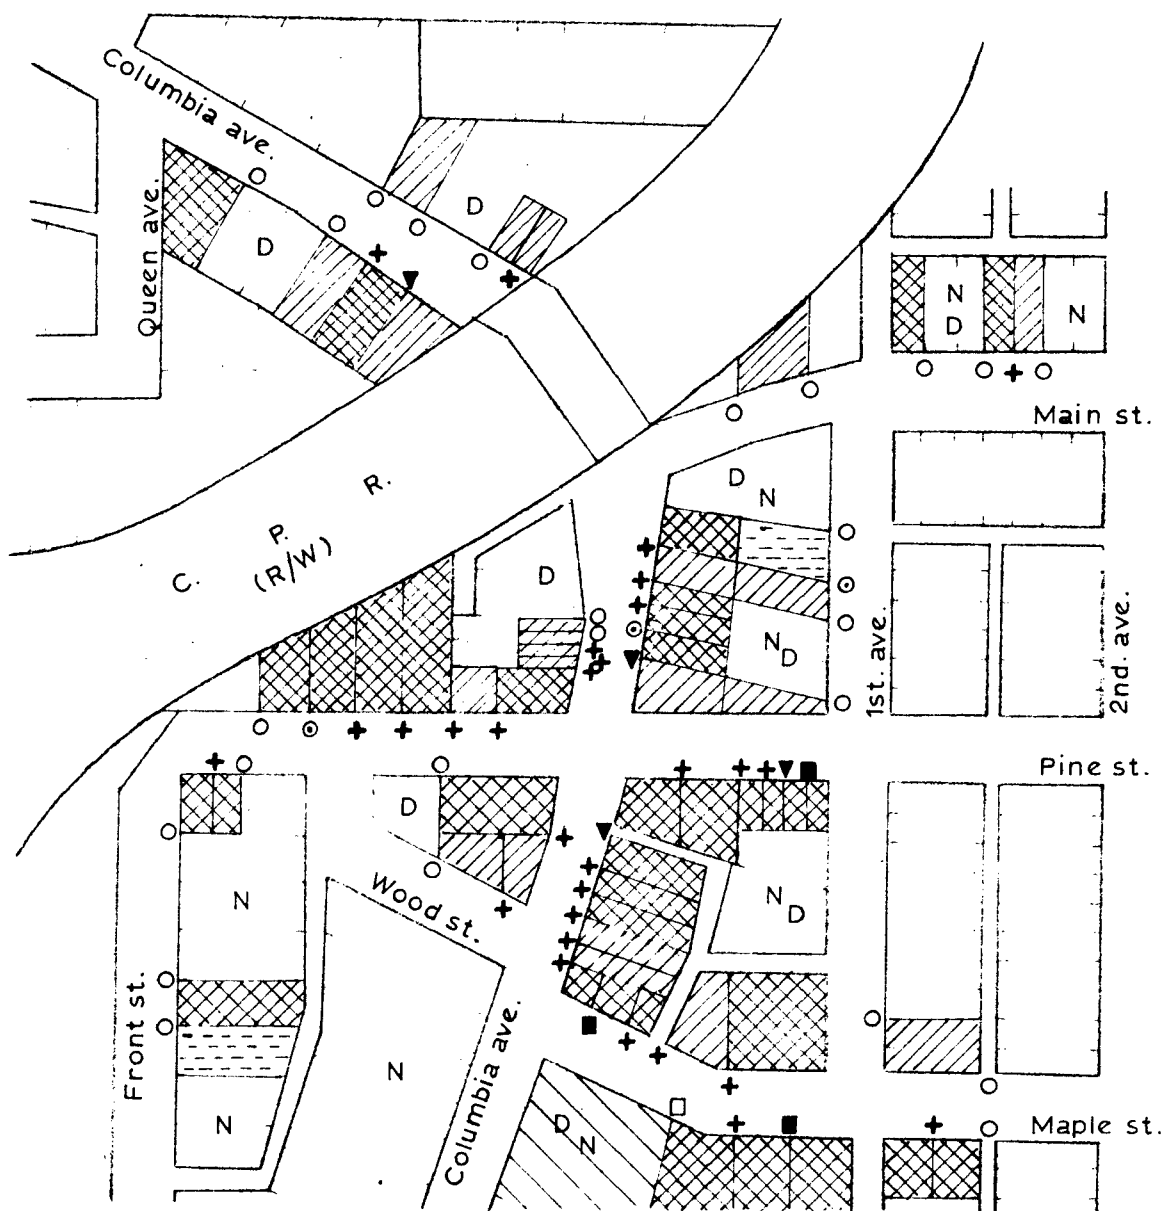 Columbia ave.
Queen ave.
D
D
N
D
N
Main st.
R.
P.
C.
(R/W)
D
N
D
N
D
1st. ave.
2nd. ave.
Pine st.
D
N
Wood st.
N
D
Front st.
N
N
Columbia ave.
D
N
Maple st.